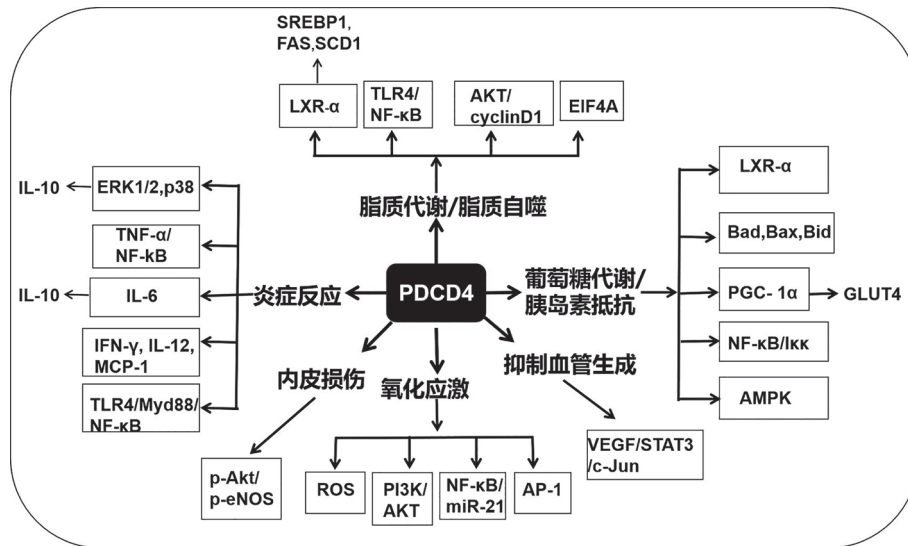 SREBP1,
FAS,SCD1
LXR-α
TLR4/
NF-κB
AKT/
cyclinD1
EIF4A
脂质代谢/脂质自噬
IL-10
ERK1/2,p38
TNF-α/
NF-kB
IL-10
IL-6
IFN-γ, IL-12,
MCP-1
TLR4/Myd88/
NF-κB
炎症反应
PDCD4
葡萄糖代谢/
胰岛素抵抗
LXR-α
Bad,Bax,Bid
PGC- 1α
GLUT4
NF-κB/Iκκ
AMPK
内皮损伤
氧化应激
抑制血管生成
p-Akt/
p-eNOS
ROS
PI3K/
AKT
NF-κB/
miR-21
AP-1
VEGF/STAT3
/c-Jun